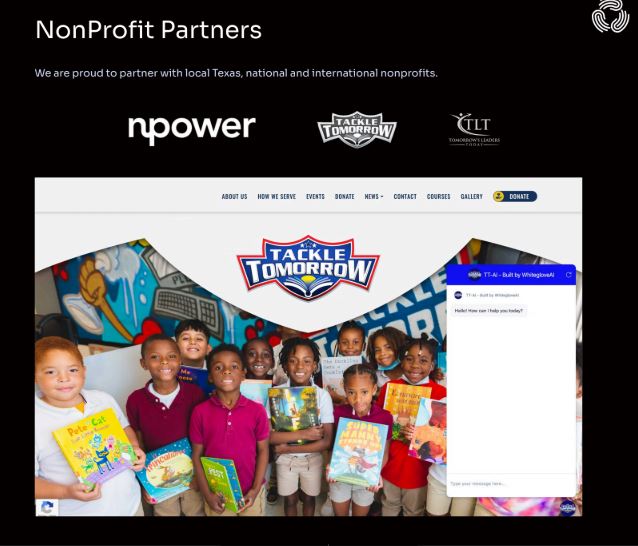 NonProfit Partners
We are proud to partner with local Texas, national and international nonprofits.
npower
TACKLE
TOMORROW
TLT
TOMORROW'S LEADERS
TODAY
ABOUT US HOW WE SERVE EVENTS DONATE NEWS CONTACT COURSES GALLERY DONATE
TACKLE
TOMORROW
TT-AI - Built by WhitegloveAI
TT-AI - Built by WhitegloveAI
Hello! How can I help you today?
Pete the Cat
SUPER
MANNY
STANDS UP!
Type your message here...